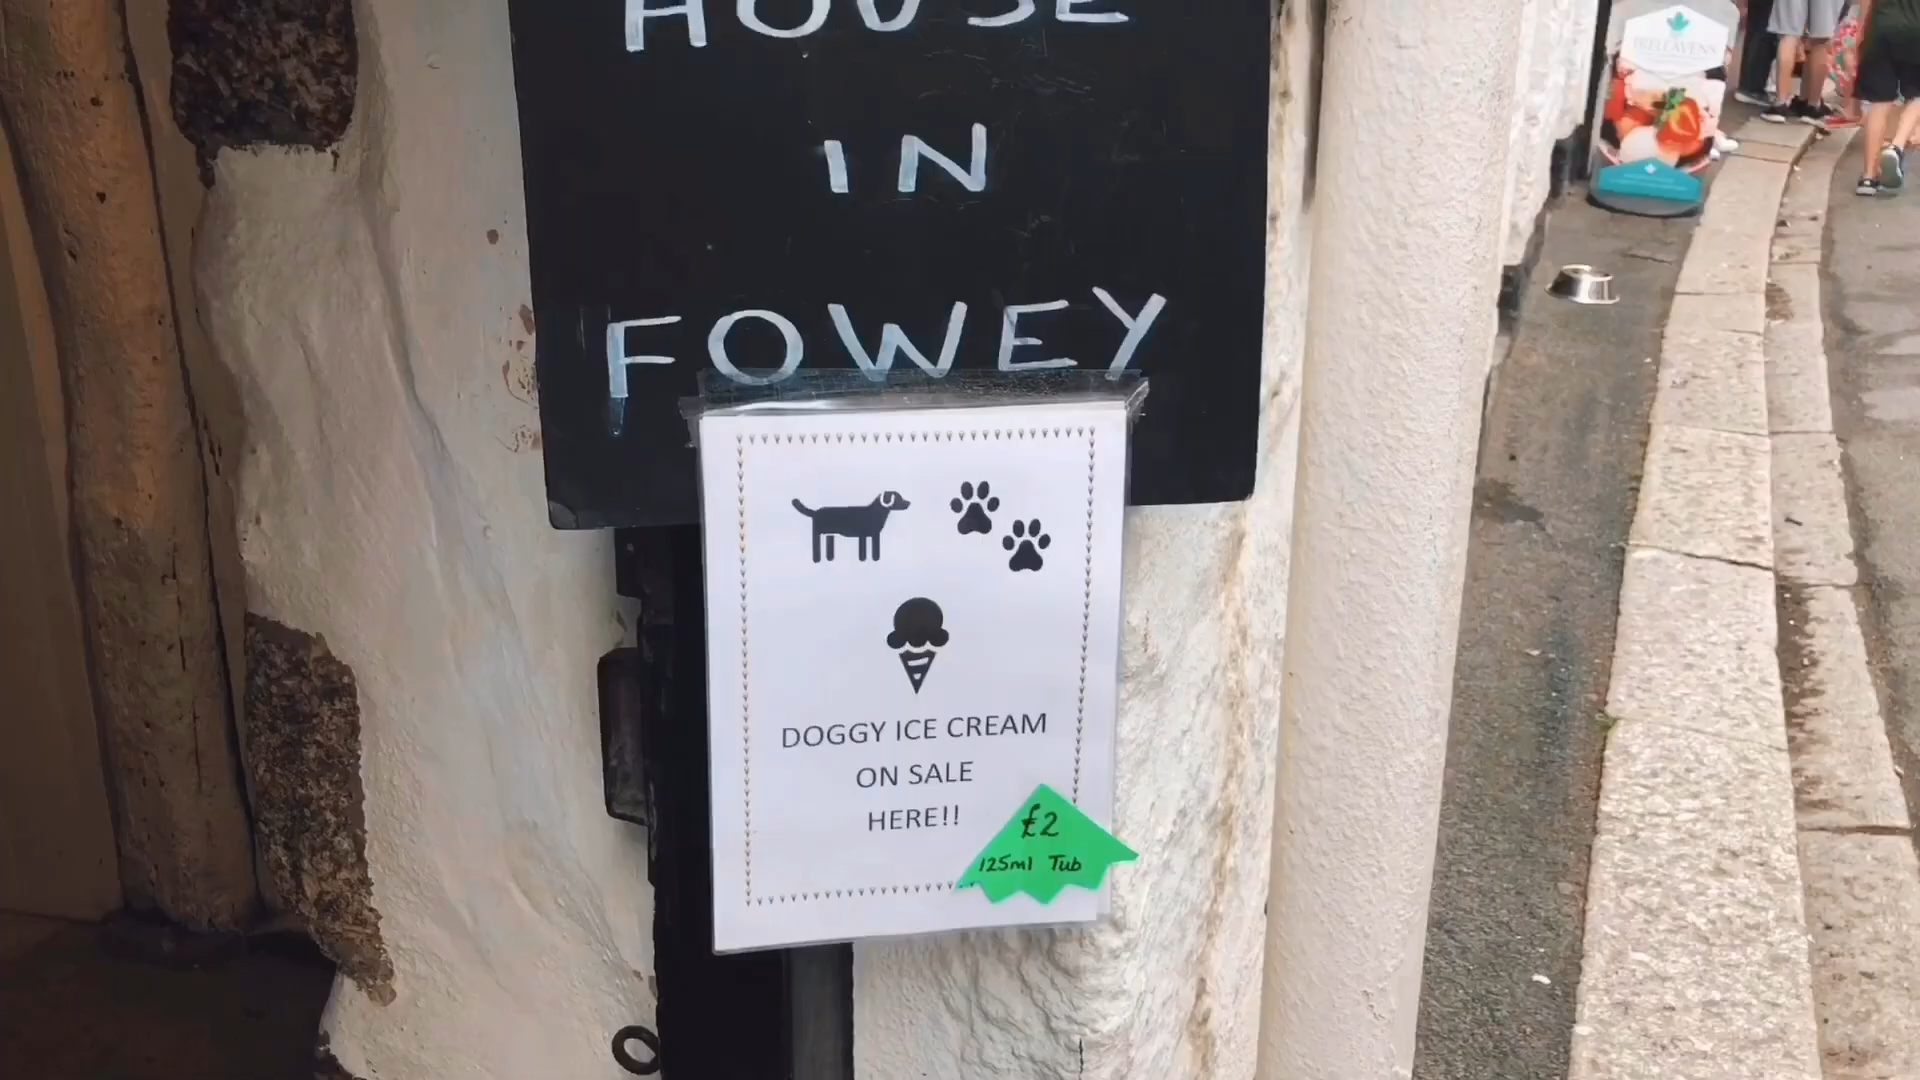 HOUSE
IN
FOWEY
DOGGY ICE CREAM
ON SALE
HERE!!
£2
125ml Tub